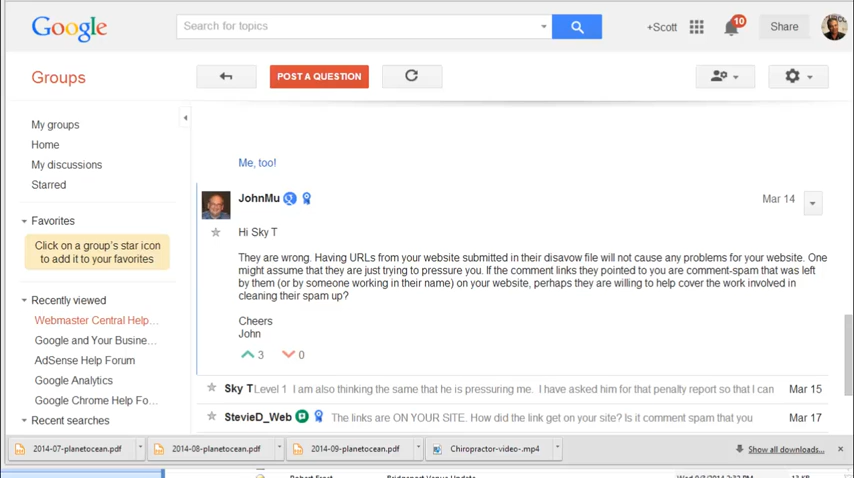 Google
Search for topics
+Scott
10
Share
Groups
POST A QUESTION
My groups
Home
My discussions
Starred
Favorites
Click on a group's star icon
to add it to your favorites
Recently viewed
Webmaster Central Help...
Google and Your Busine...
AdSense Help Forum
Google Analytics
Google Chrome Help Fo...
Recent searches
Me, too!
JohnMu
Mar 14
Hi Sky T
They are wrong. Having URLs from your website submitted in their disavow file will not cause any problems for your website. One
might assume that they are just trying to pressure you. If the comment links they pointed to you are comment-spam that was left
by them (or by someone working in their name) on your website, perhaps they are willing to help cover the work involved in
cleaning their spam up?
Cheers
John
3 0
Sky T Level 1 I am also thinking the same that he is pressuring me. I have asked him for that penalty report so that I can Mar 15
StevieD_Web The links are ON YOUR SITE. How did the link get on your site? Is it comment spam that you Mar 17
2014-07-planetocean.pdf 2014-08-planetocean.pdf 2014-09-planetocean.pdf Chiropractor-video-.mp4 Show all downloads...